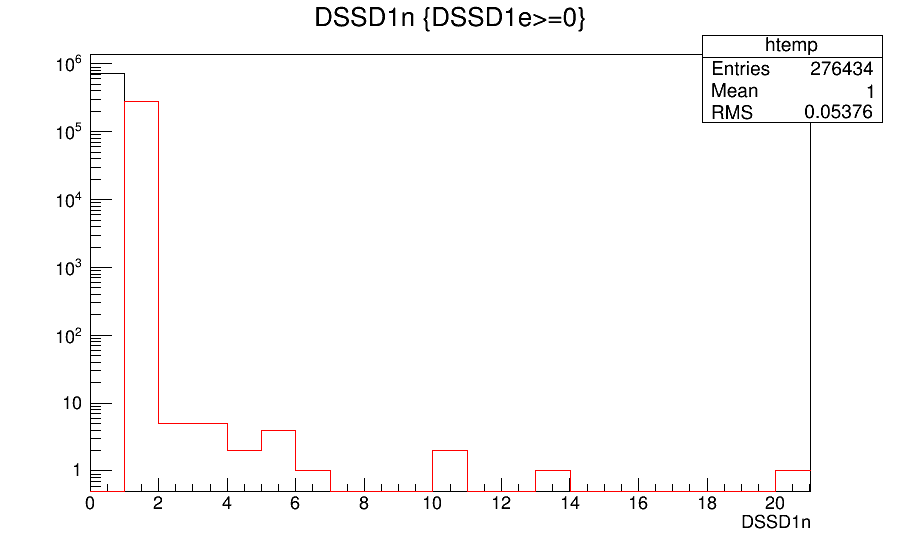 DSSD1n {DSSD1e>=0}
htemp
Entries 276434
Mean 1
RMS 0.05376
10^6
10^5
10^4
10^3
10^2
10
1
0 2 4 6 8 10 12 14 16 18 20
DSSD1n